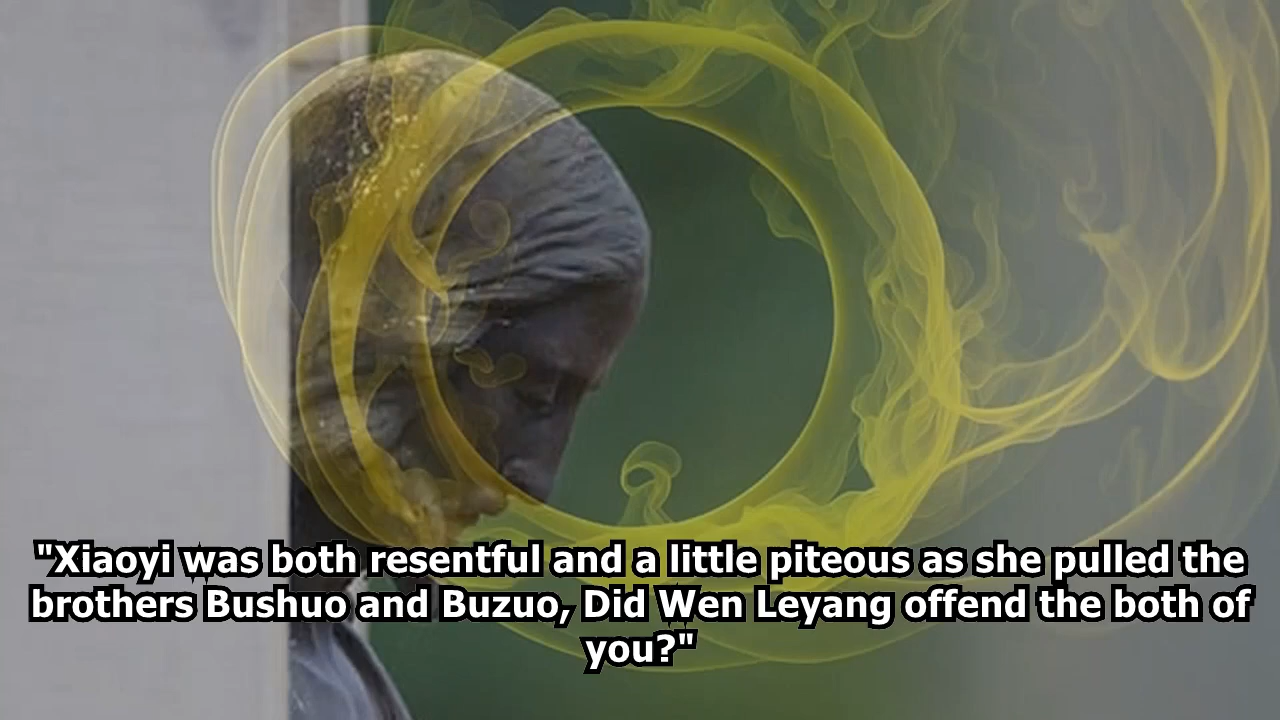 "Xiaoyi was both resentful and a little piteous as she pulled the
brothers Bushuo and Buzuo, Did Wen Leyang offend the both of
you?"